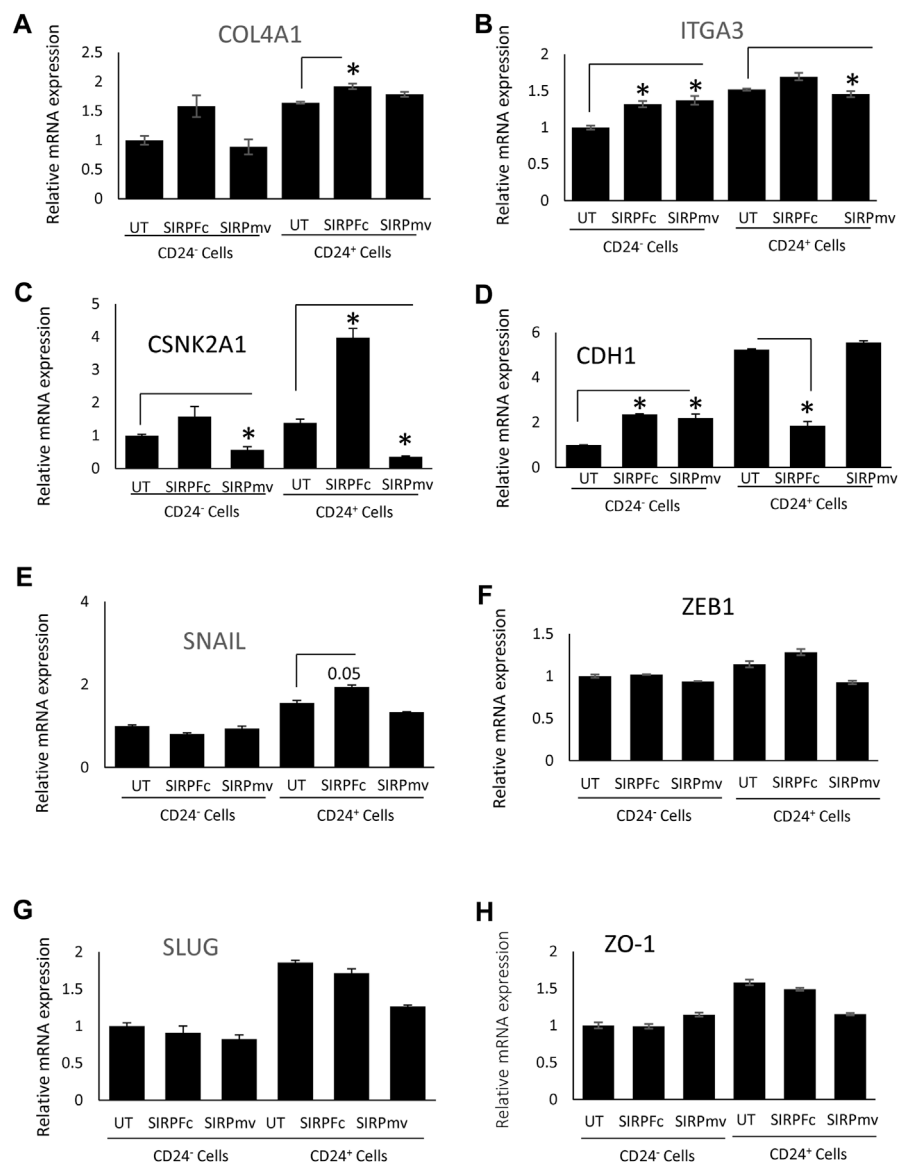 A
COL4A1
Relative mRNA expression
2
1.5
1
0.5
0
*
UT SIRPFc SIRPmv UT SIRPFc SIRPmv
CD24- Cells CD24+ Cells
B
ITGA3
Relative mRNA expression
2
1.5
1
0.5
0
* * *
UT SIRPFc SIRPmv UT SIRPFc SIRPmv
CD24- Cells CD24+ Cells
C
CSNK2A1
Relative mRNA expression
5
4
3
2
1
0
* * *
UT SIRPFc SIRPmv UT SIRPFc SIRPmv
CD24- Cells CD24+ Cells
D
CDH1
Relative mRNA expression
6
4
2
0
* * *
UT SIRPFc SIRPmv UT SIRPFc SIRPmv
CD24- Cells CD24+ Cells
E
SNAIL
Relative mRNA expression
4
2
0
0.05
UT SIRPFc SIRPmv UT SIRPFc SIRPmv
CD24- Cells CD24+ Cells
F
ZEB1
Relative mRNA expression
1.5
1
0.5
0
UT SIRPFc SIRPmv UT SIRPFc SIRPmv
CD24- Cells CD24+ Cells
G
SLUG
Relative mRNA expression
2
1.5
1
0.5
0
UT SIRPFc SIRPmv UT SIRPFc SIRPmv
CD24- Cells CD24+ Cells
H
ZO-1
Relative mRNA expression
2
1.5
1
0.5
0
UT SIRPFc SIRPmv UT SIRPFc SIRPmv
CD24- Cells CD24+ Cells